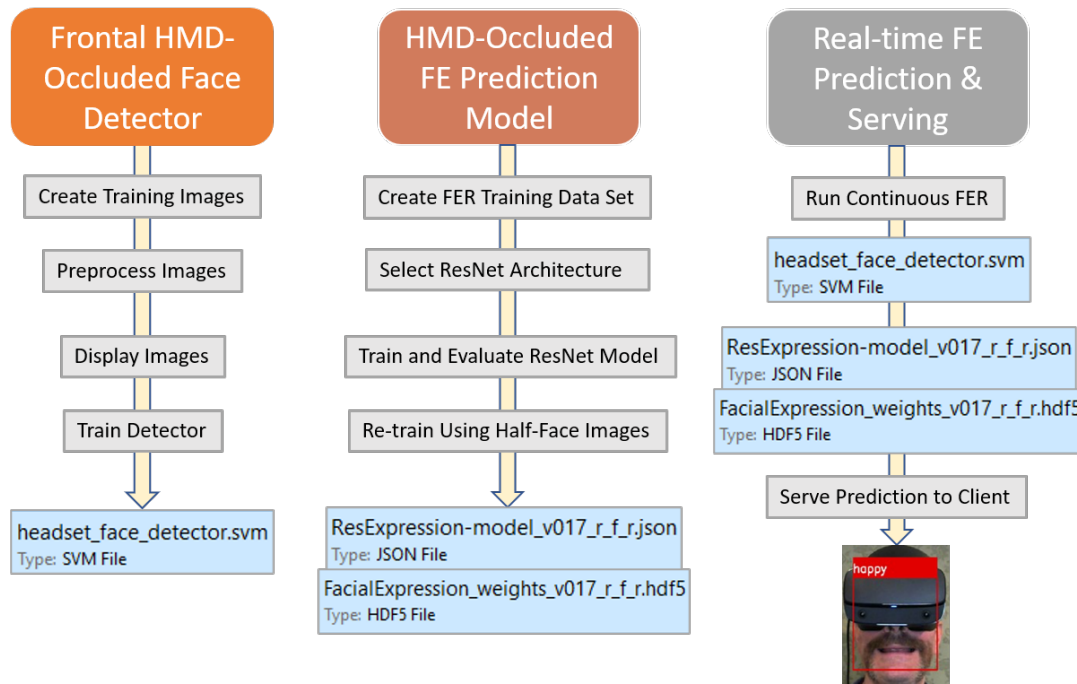 Frontal HMD-
Occluded Face
Detector
Create Training Images
Preprocess Images
Display Images
Train Detector
headset_face_detector.svm
Type: SVM File
HMD-Occluded
FE Prediction
Model
Create FER Training Data Set
Select ResNet Architecture
Train and Evaluate ResNet Model
Re-train Using Half-Face Images
ResExpression-model_v017_r_f_r.json
Type: JSON File
FacialExpression_weights_v017_r_f_r.hdf5
Type: HDF5 File
Real-time FE
Prediction &
Serving
Run Continuous FER
headset_face_detector.svm
Type: SVM File
ResExpression-model_v017_r_f_r.json
Type: JSON File
FacialExpression_weights_v017_r_f_r.hdf5
Type: HDF5 File
Serve Prediction to Client
happy